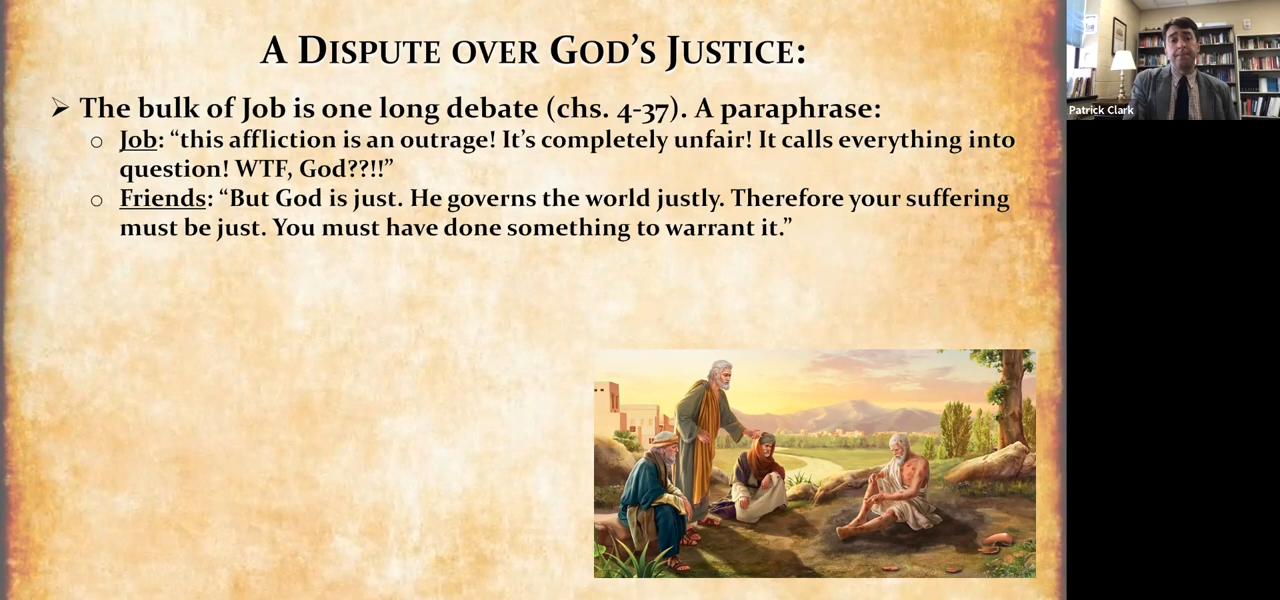 A Dispute over God’s Justice:
➢ The bulk of Job is one long debate (chs. 4-37). A paraphrase:
o Job: “this affliction is an outrage! It’s completely unfair! It calls everything into
question! WTF, God??!!”
o Friends: “But God is just. He governs the world justly. Therefore your suffering
must be just. You must have done something to warrant it.”
Patrick Clark